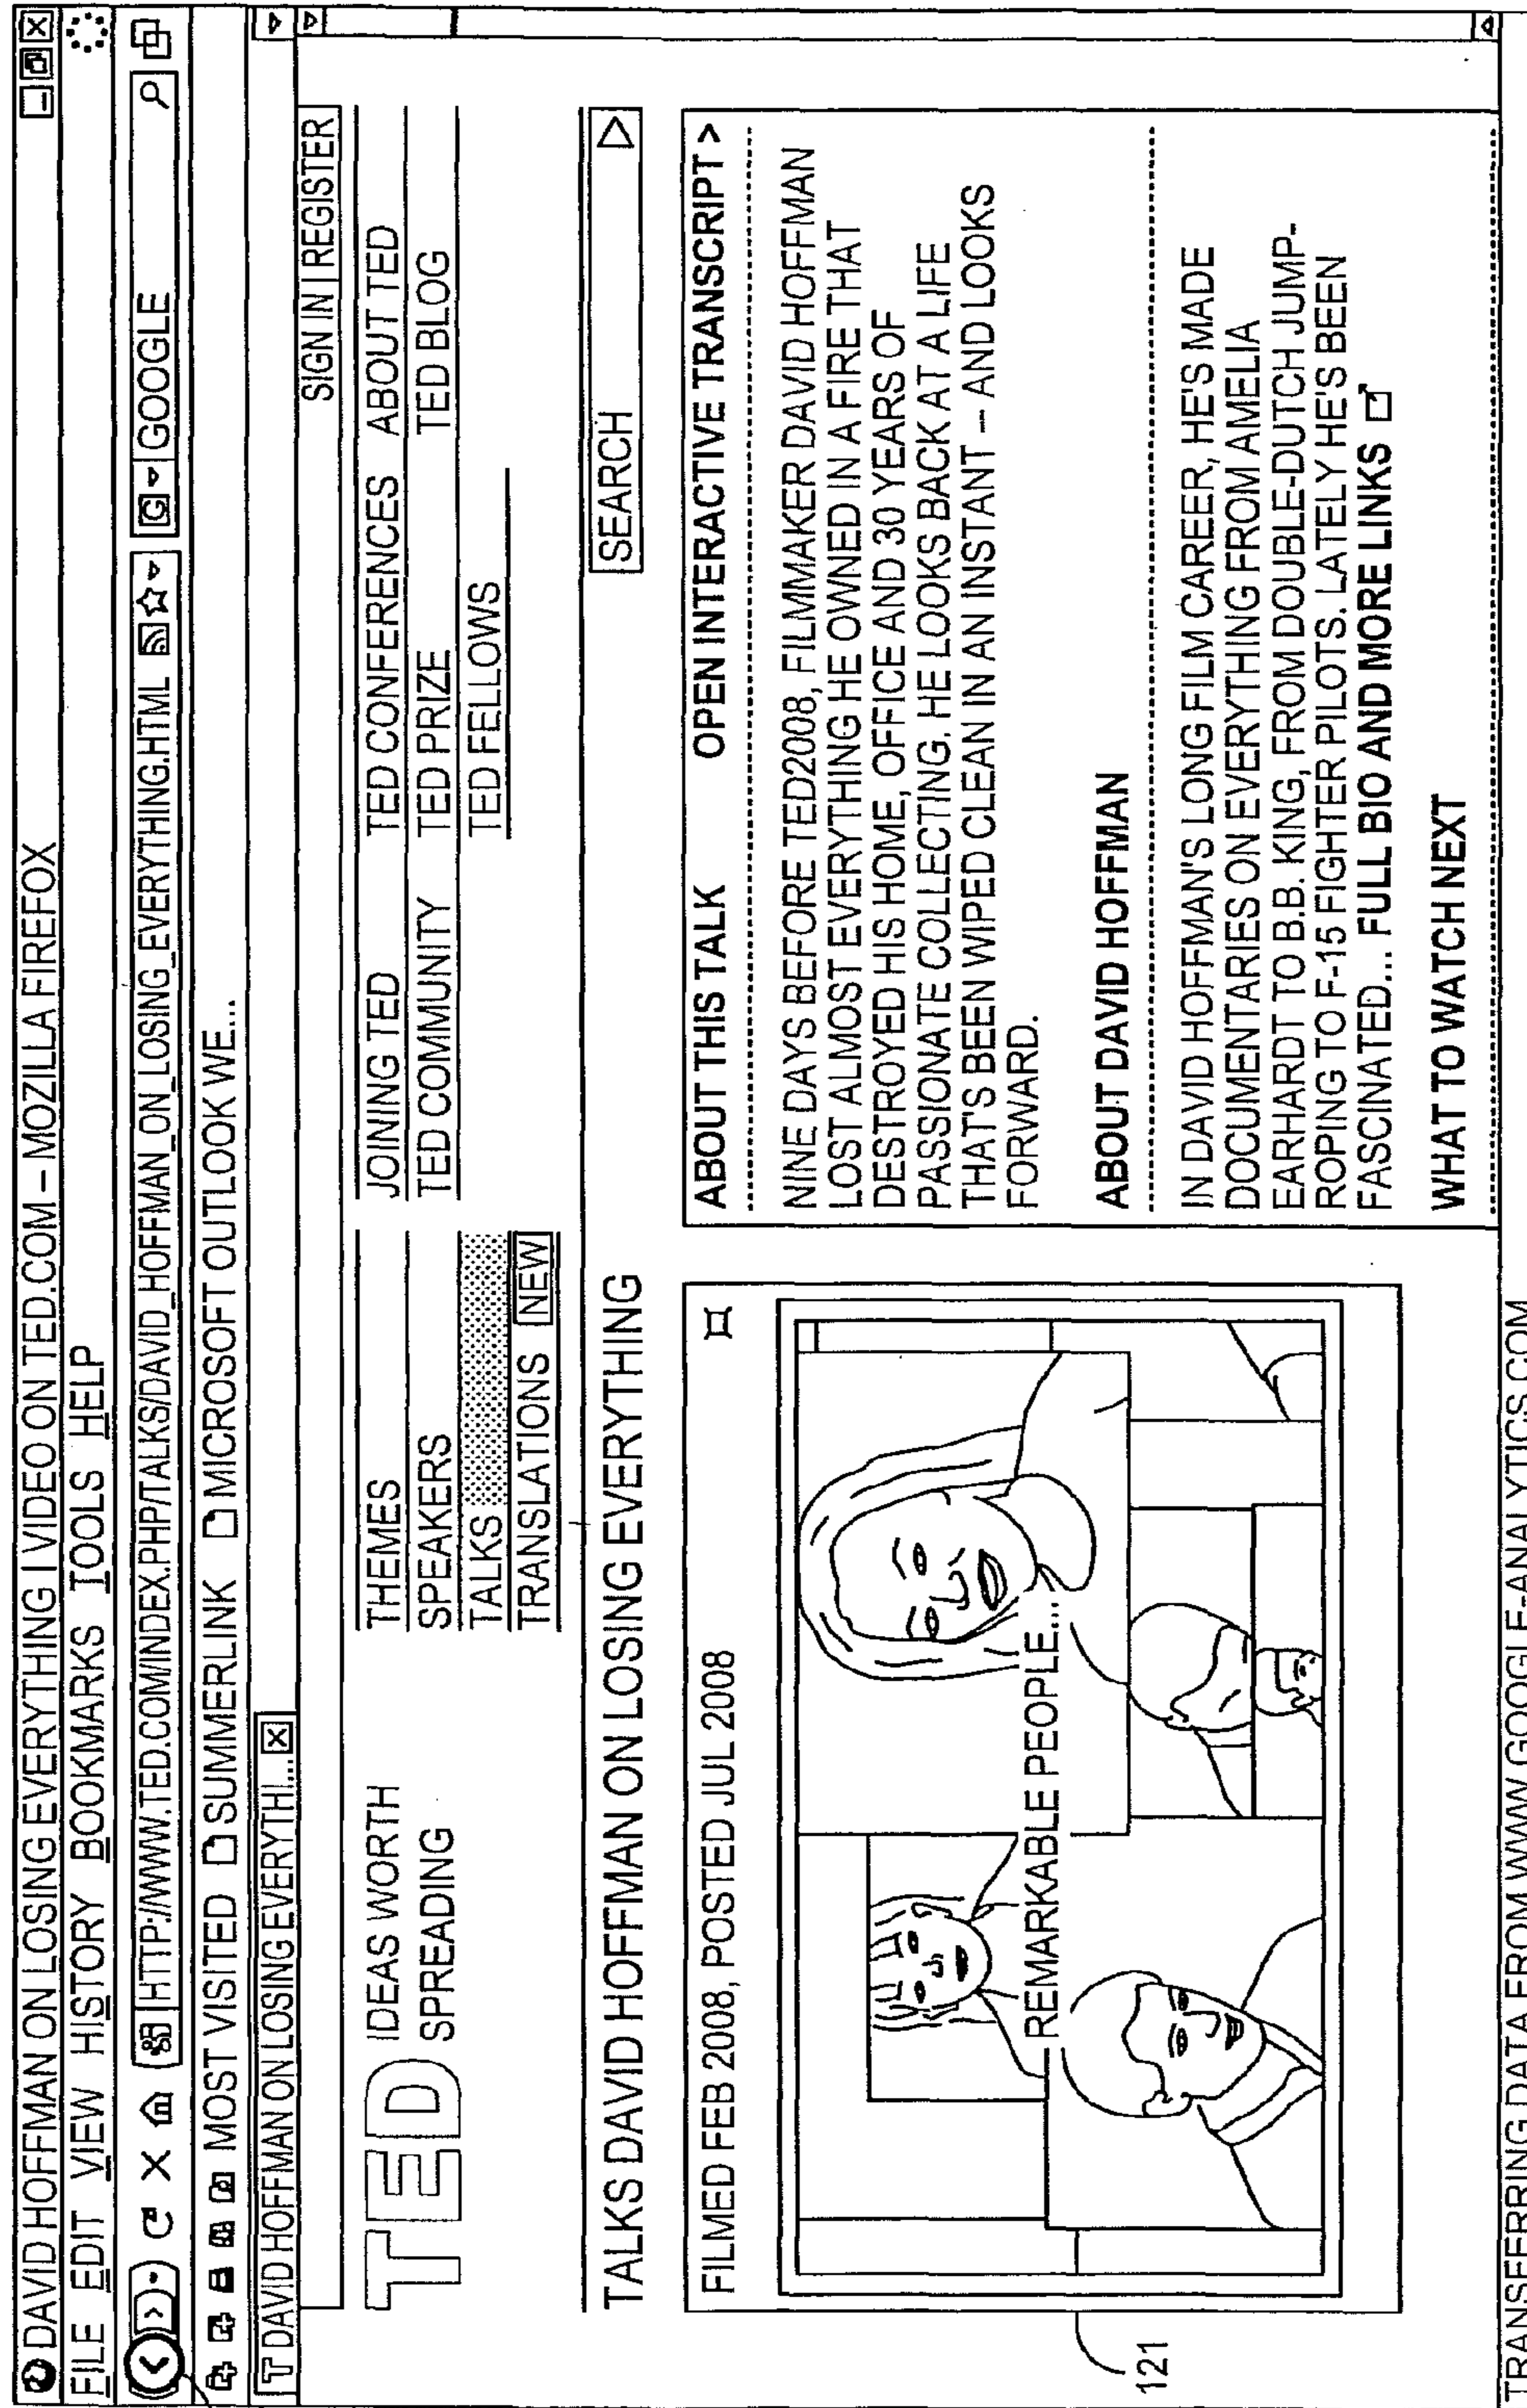 DAVID HOFFMAN ON LOSING EVERYTHING | VIDEO ON TED.COM – MOZILLA FIREFOX
FILE EDIT VIEW HISTORY BOOKMARKS TOOLS HELP
HTTP://WWW.TED.COM/INDEX.PHP/TALKS/DAVID_HOFFMAN_ON_LOSING_EVERYTHING.HTML
G GOOGLE
MOST VISITED SUMMERLINK MICROSOFT OUTLOOK WE...
T DAVID HOFFMAN ON LOSING EVERYTHI...
SIGN IN | REGISTER
TED IDEAS WORTH
SPREADING
THEMES
SPEAKERS
TALKS
TRANSLATIONS NEW
JOINING TED
TED COMMUNITY
TED CONFERENCES
TED PRIZE
TED FELLOWS
ABOUT TED
TED BLOG
SEARCH
TALKS DAVID HOFFMAN ON LOSING EVERYTHING
FILMED FEB 2008, POSTED JUL 2008
REMARKABLE PEOPLE...
121
ABOUT THIS TALK OPEN INTERACTIVE TRANSCRIPT >
NINE DAYS BEFORE TED2008, FILMMAKER DAVID HOFFMAN
LOST ALMOST EVERYTHING HE OWNED IN A FIRE THAT
DESTROYED HIS HOME, OFFICE AND 30 YEARS OF
PASSIONATE COLLECTING. HE LOOKS BACK AT A LIFE
THAT'S BEEN WIPED CLEAN IN AN INSTANT – AND LOOKS
FORWARD.
ABOUT DAVID HOFFMAN
IN DAVID HOFFMAN'S LONG FILM CAREER, HE'S MADE
DOCUMENTARIES ON EVERYTHING FROM AMELIA
EARHARDT TO B.B. KING, FROM DOUBLE-DUTCH JUMP-
ROPING TO F-15 FIGHTER PILOTS. LATELY HE'S BEEN
FASCINATED... FULL BIO AND MORE LINKS
WHAT TO WATCH NEXT
TRANSFERRING DATA FROM WWW.GOOGLE-ANALYTICS.COM